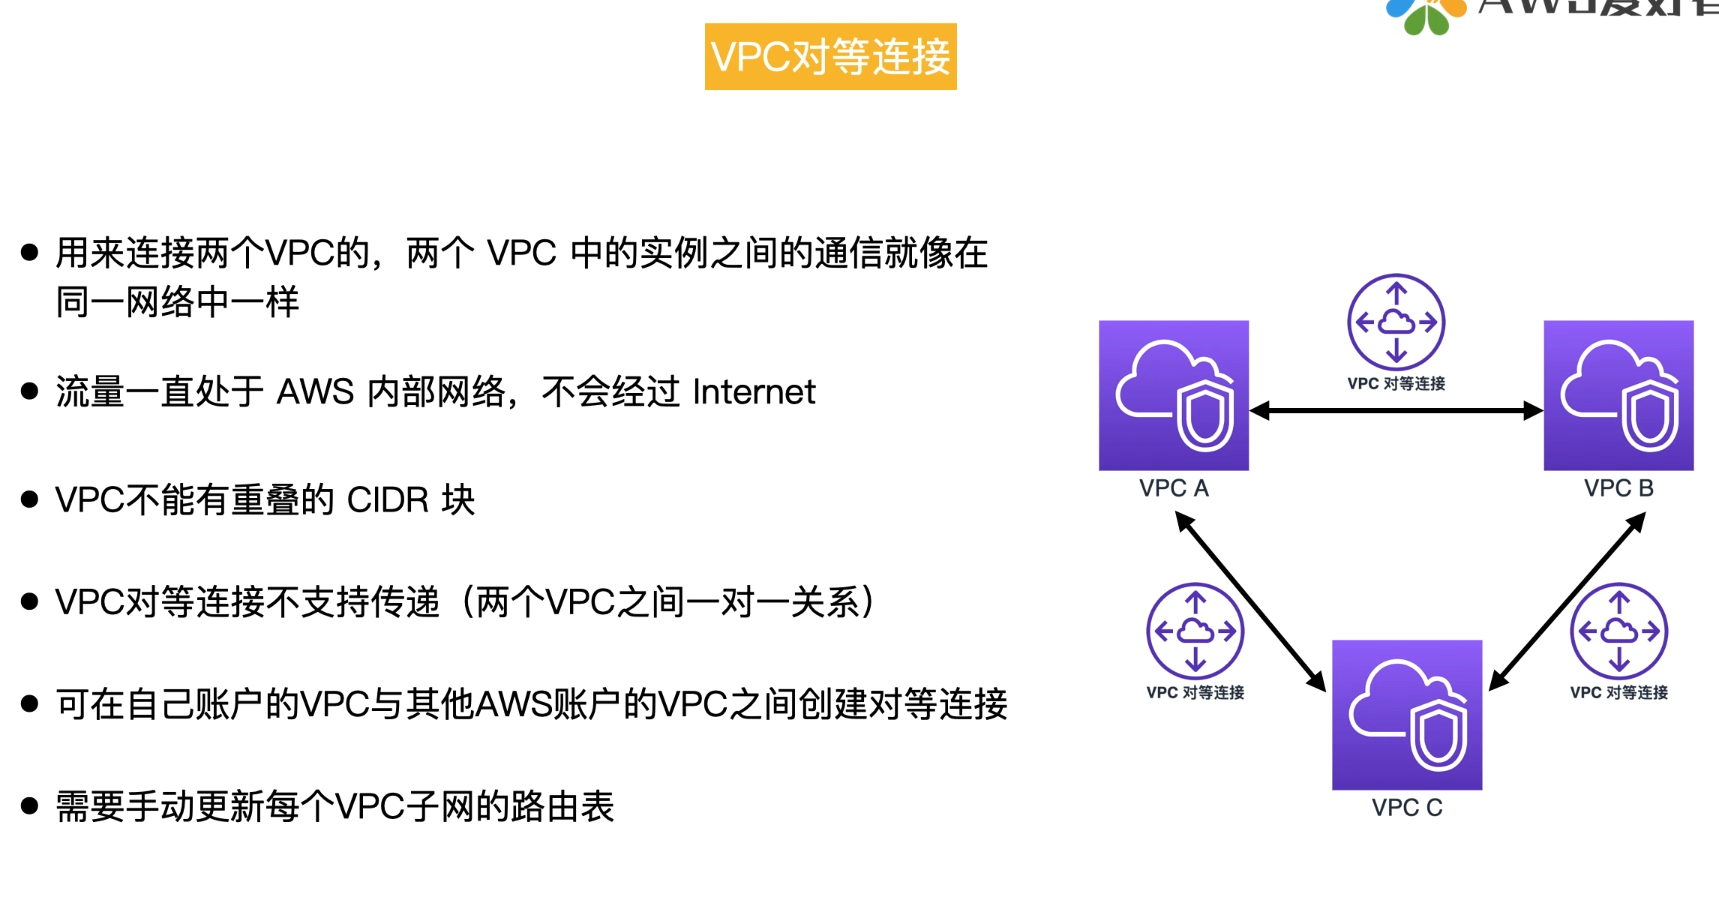 VPC对等连接
用来连接两个VPC的，两个 VPC 中的实例之间的通信就像在
同一网络中一样
流量一直处于 AWS 内部网络，不会经过 Internet
VPC不能有重叠的 CIDR 块
VPC对等连接不支持传递（两个VPC之间一对一关系）
可在自己账户的VPC与其他AWS账户的VPC之间创建对等连接
需要手动更新每个VPC子网的路由表
VPC 对等连接
VPC A
VPC B
VPC 对等连接
VPC 对等连接
VPC C